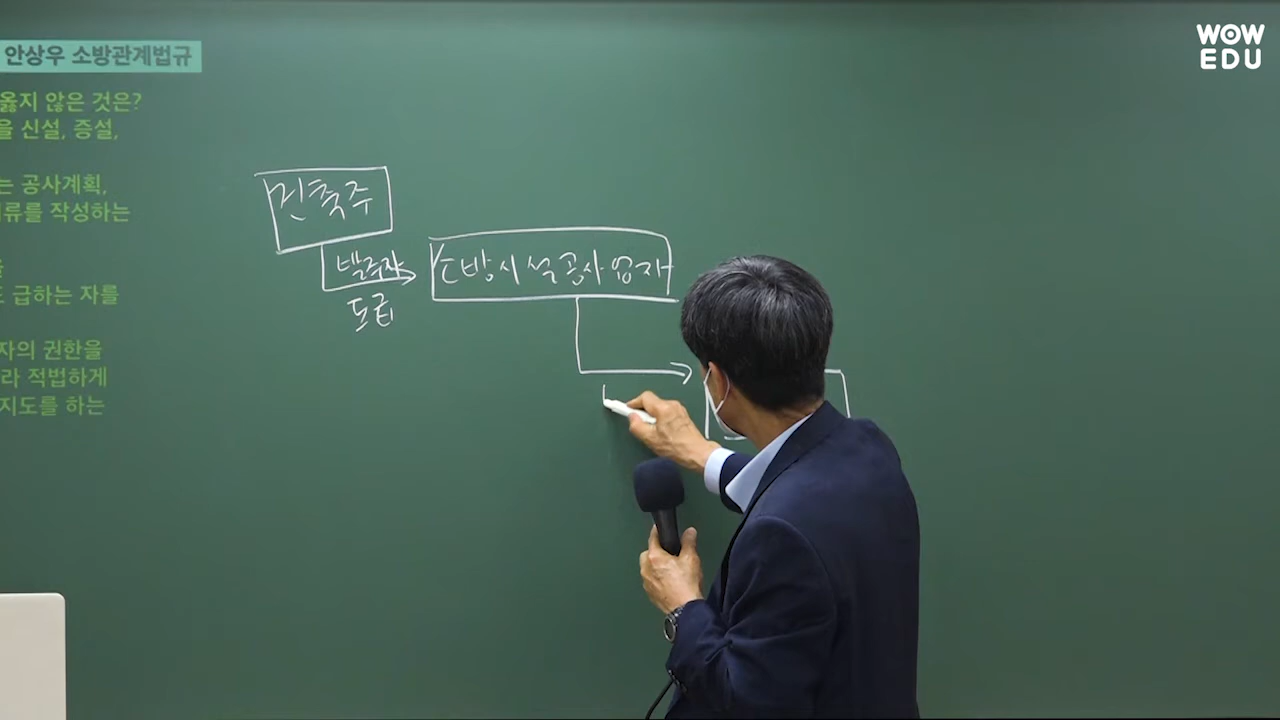 안상우 소방관계법규
WOW
EDU
옳지 않은 것은?
을 신설, 증설,
는 공사계획,
류를 작성하는
급하는 자를
자의 권한을
라 적법하게
지도를 하는
건축주
발주자
도급
소방시설공사업자